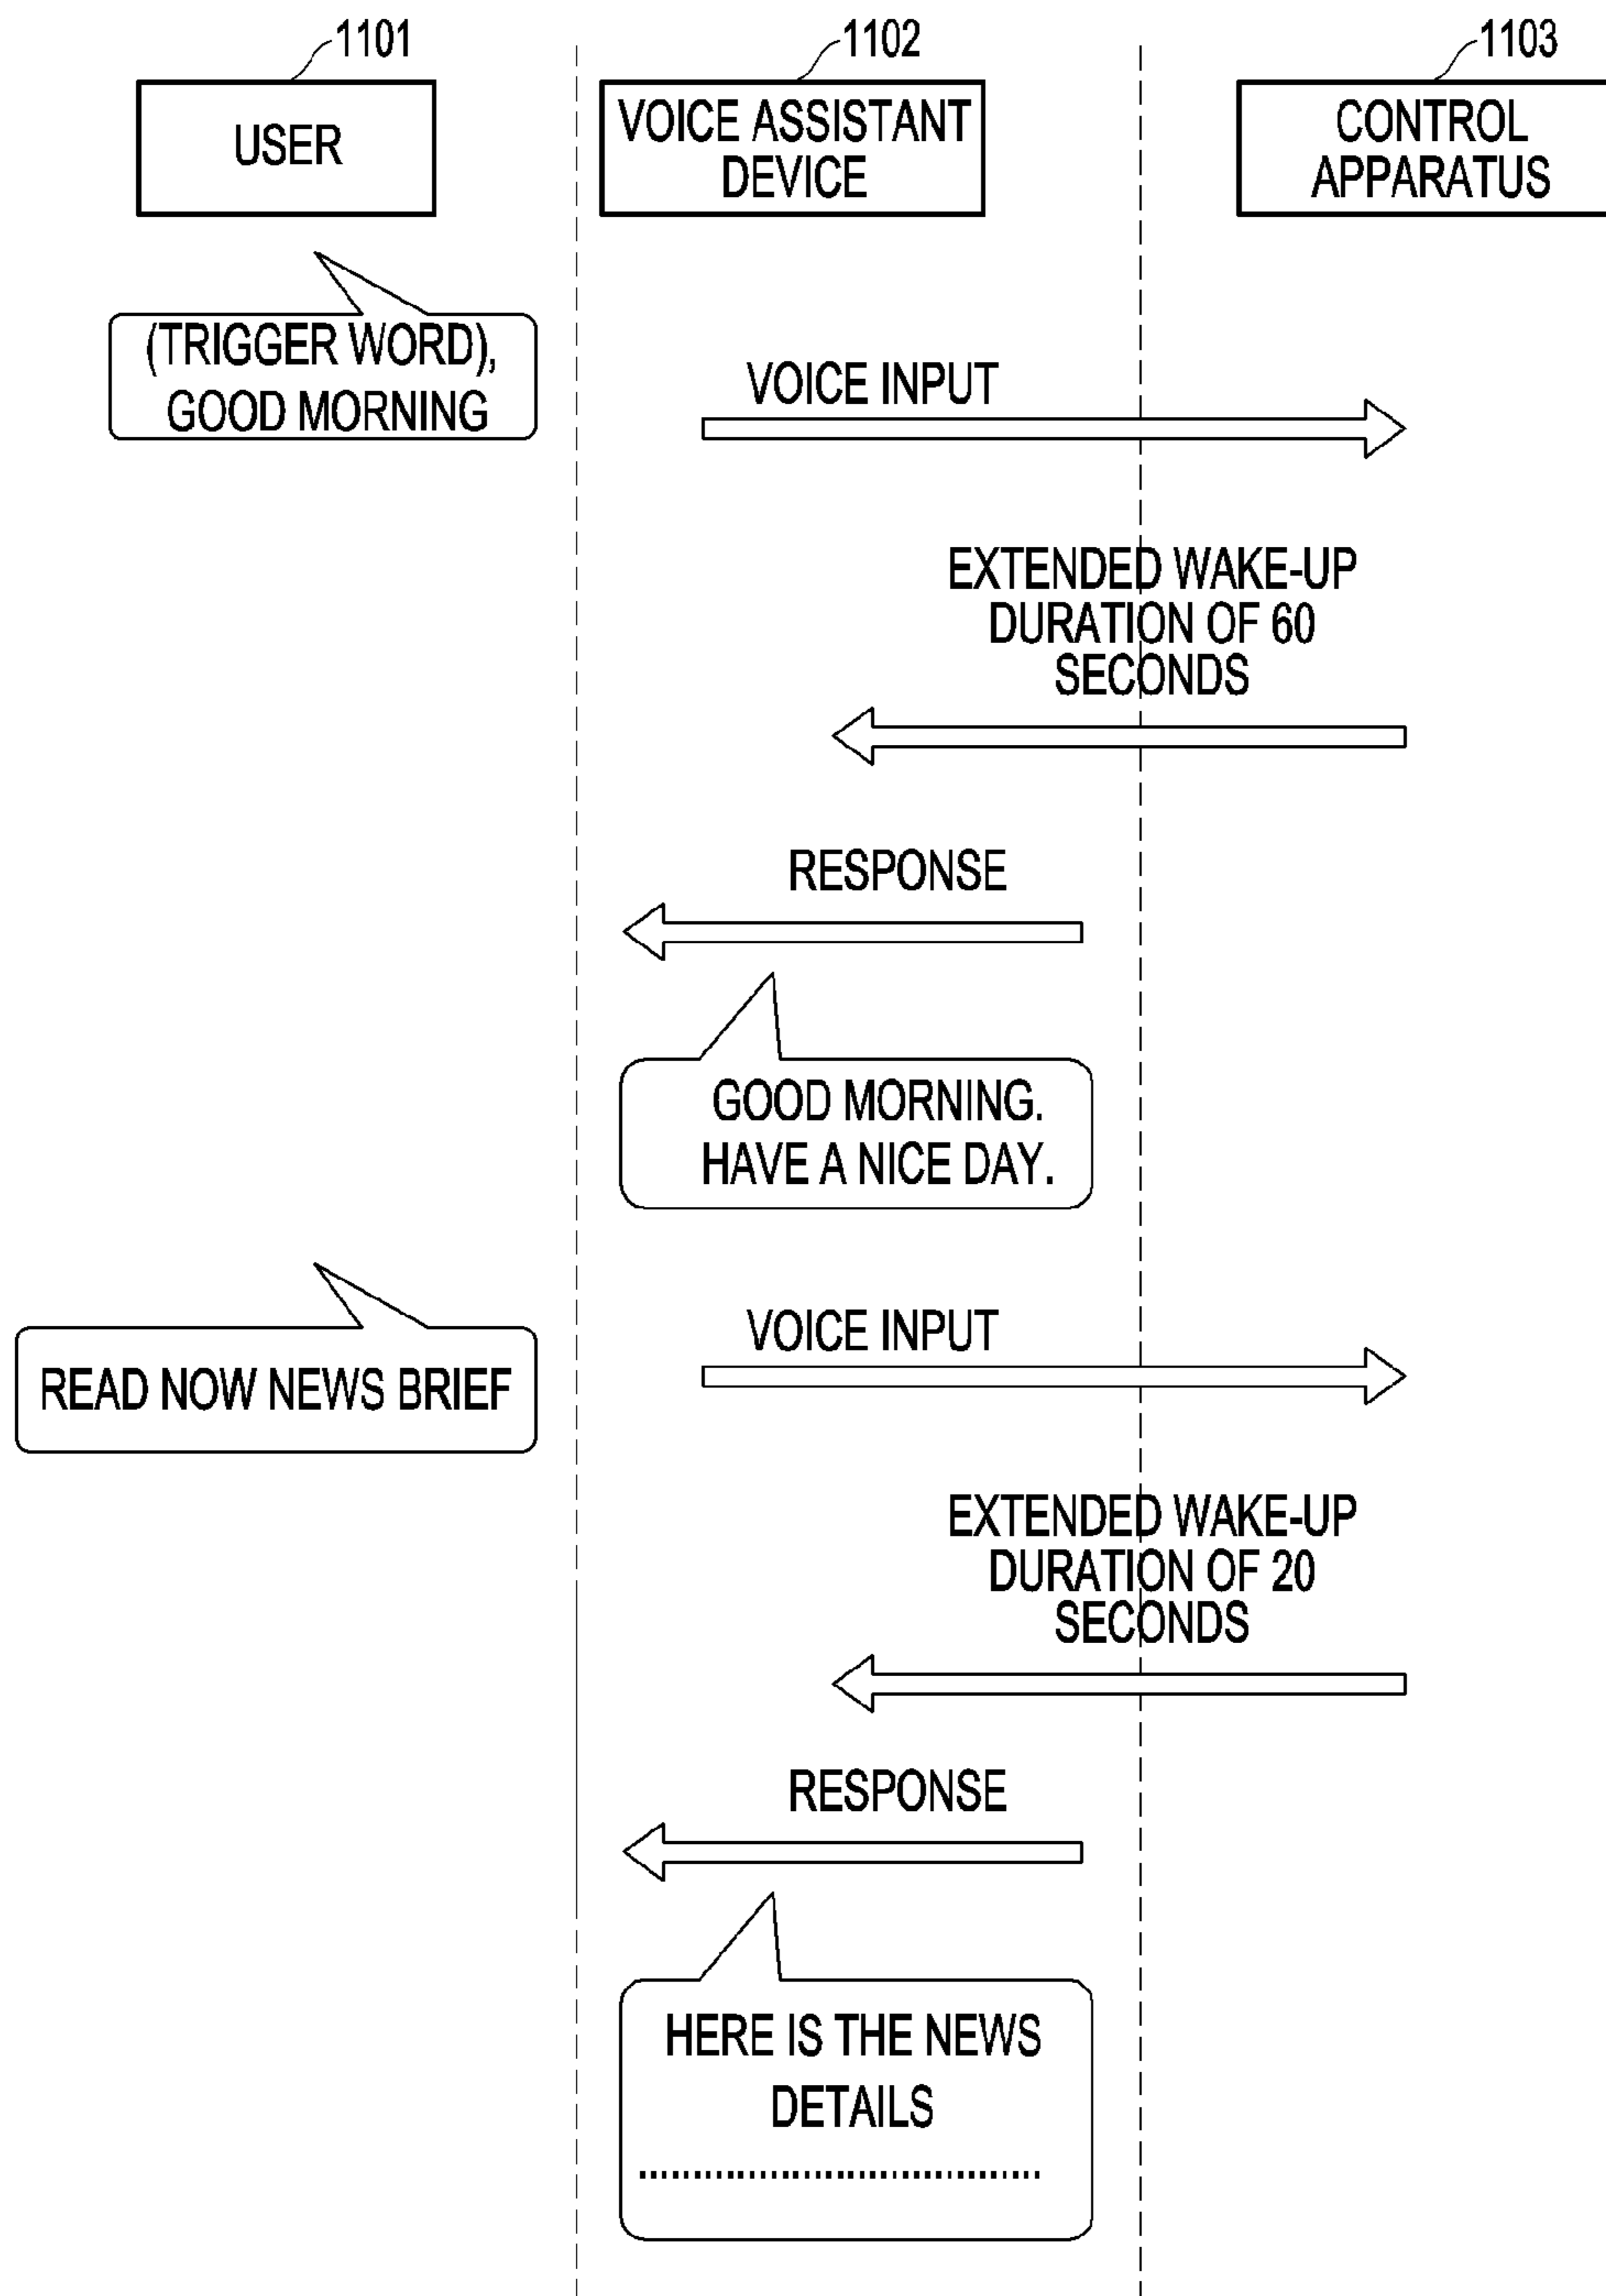 1101
1102
1103
USER
VOICE ASSISTANT
DEVICE
CONTROL
APPARATUS
(TRIGGER WORD),
GOOD MORNING
VOICE INPUT
EXTENDED WAKE-UP
DURATION OF 60
SECONDS
RESPONSE
GOOD MORNING.
HAVE A NICE DAY.
READ NOW NEWS BRIEF
VOICE INPUT
EXTENDED WAKE-UP
DURATION OF 20
SECONDS
RESPONSE
HERE IS THE NEWS
DETAILS
.....................................